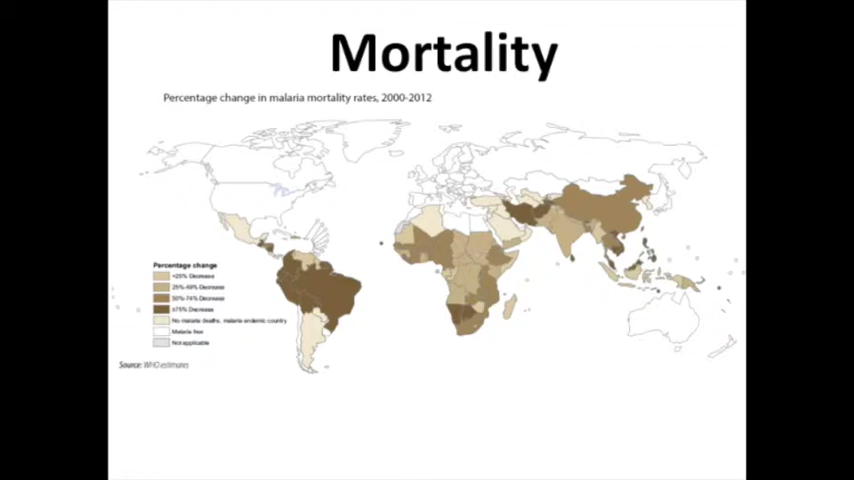 Mortality
Percentage change in malaria mortality rates, 2000-2012
Percentage change
<25% Decrease
25%-49% Decrease
50%-74% Decrease
≥75% Decrease
No malaria deaths, malaria endemic country
Malaria free
Not applicable
Source: WHO estimates